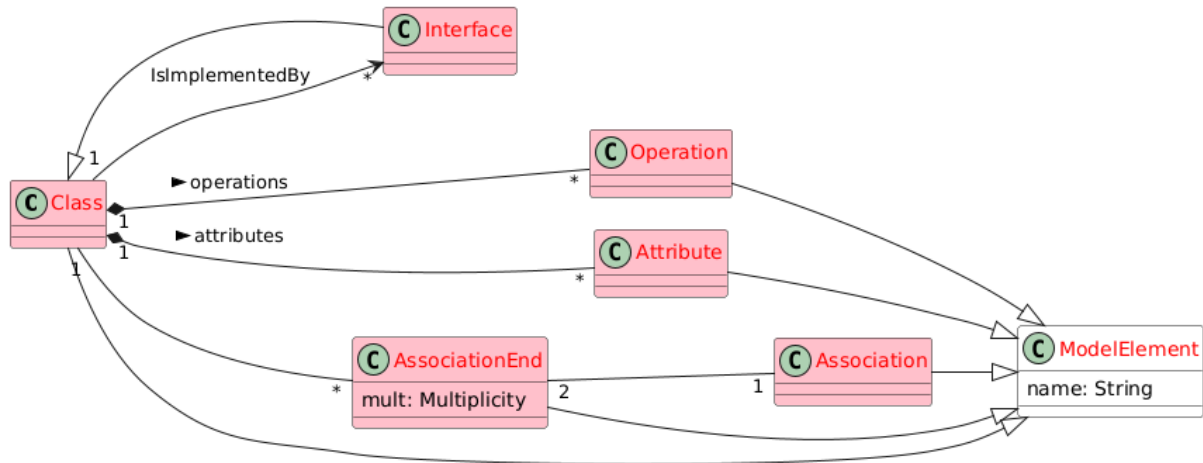 C Interface
IsImplementedBy
*
1
C Operation
► operations
*
C Class
1
► attributes
1
C Attribute
*
1
C ModelElement
name: String
C AssociationEnd
mult: Multiplicity
*
2
C Association
1